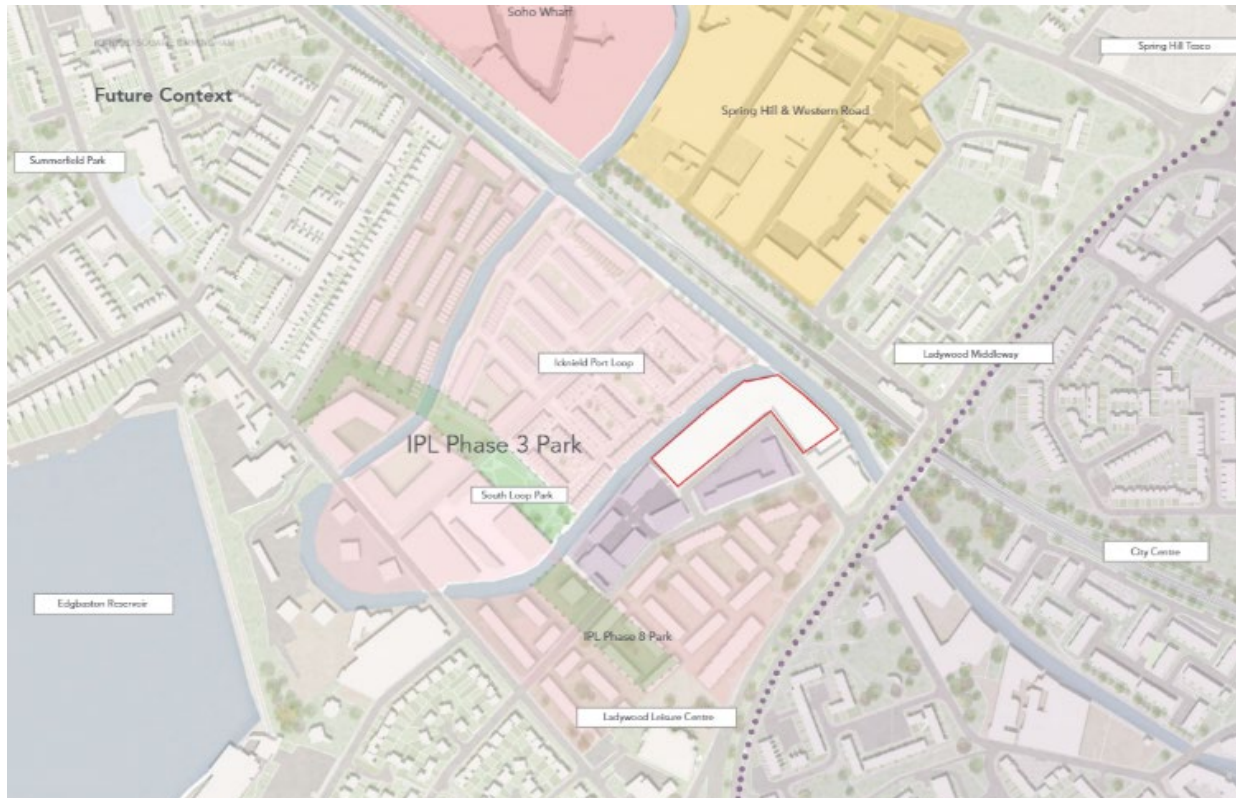 Soho Wharf
Spring Hill Tesco
Future Context
Spring Hill & Western Road
Summerfield Park
Ladywood Middleway
Icknield Port Loop
IPL Phase 3 Park
South Loop Park
City Centre
Edgbaston Reservoir
IPL Phase 8 Park
Ladywood Leisure Centre